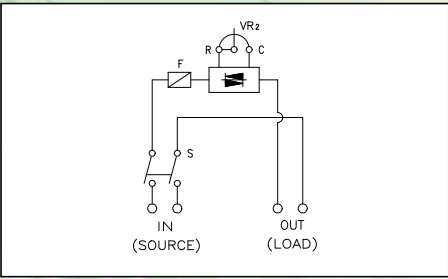 VR2
R C
F
S
IN OUT
(SOURCE) (LOAD)